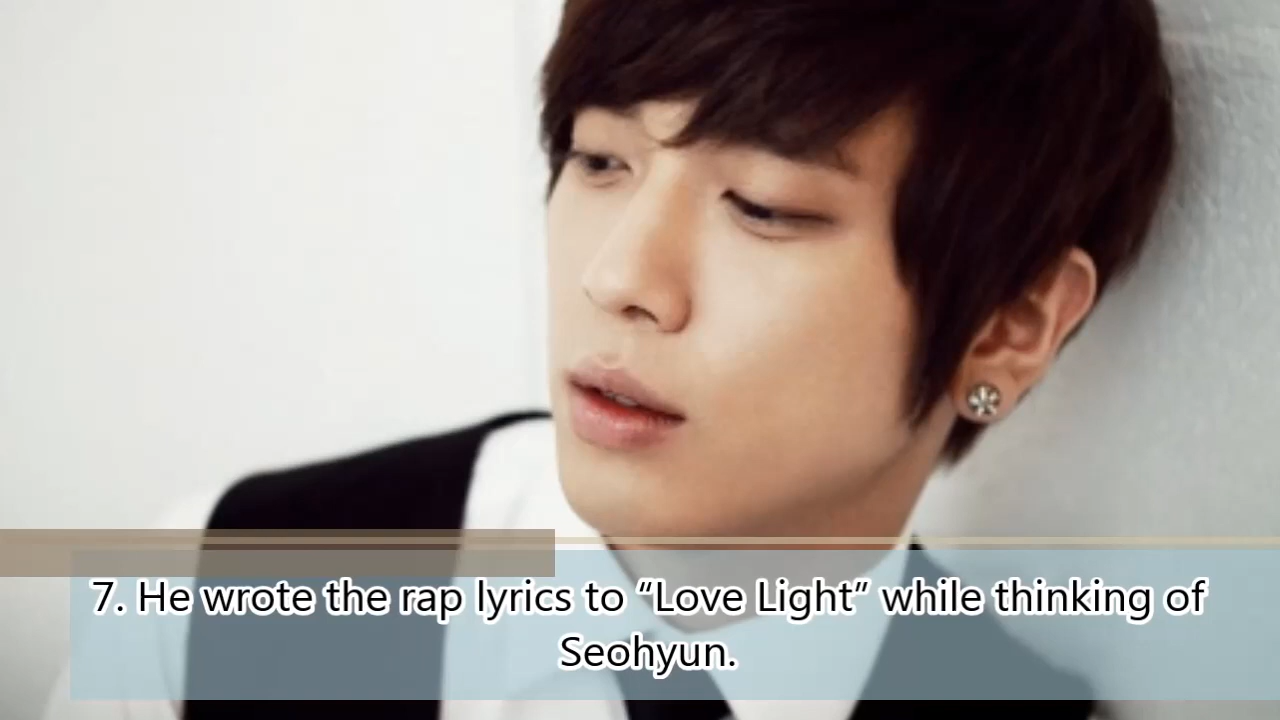 7. He wrote the rap lyrics to “Love Light” while thinking of
Seohyun.